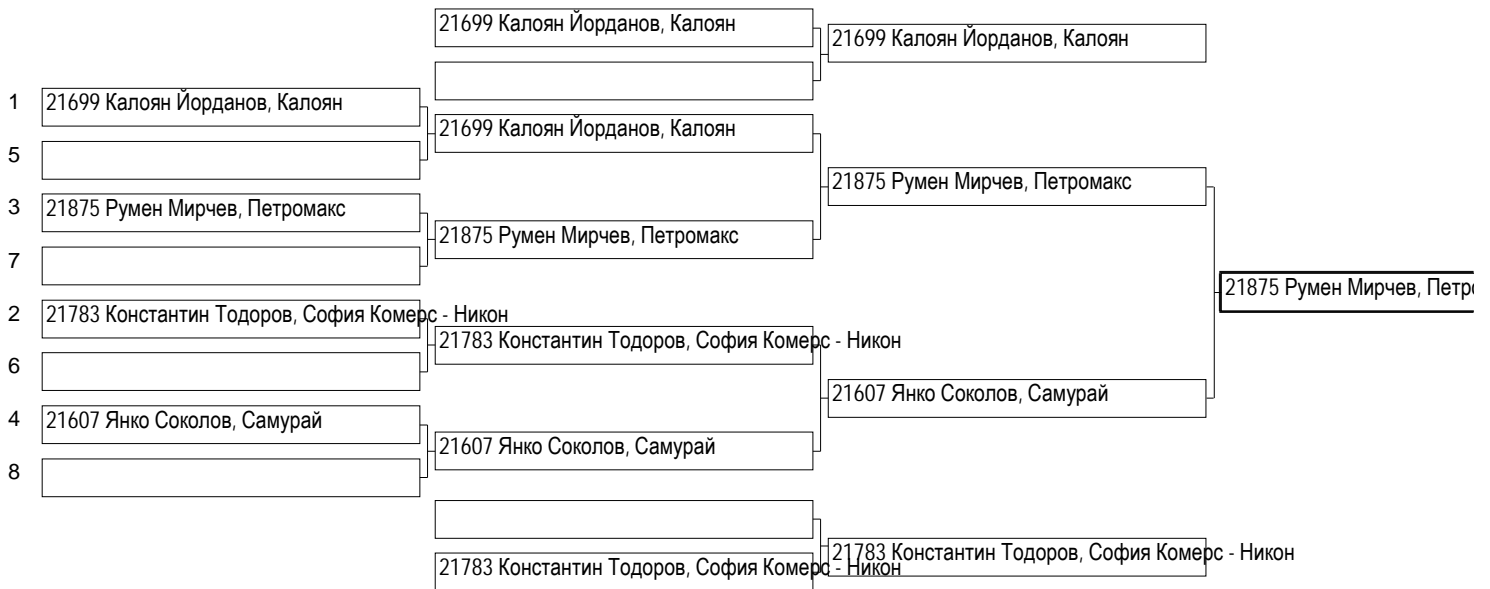 21699 Калоян Йорданов, Калоян
21699 Калоян Йорданов, Калоян
1 21699 Калоян Йорданов, Калоян
21699 Калоян Йорданов, Калоян
5
21875 Румен Мирчев, Петромакс
3 21875 Румен Мирчев, Петромакс
21875 Румен Мирчев, Петромакс
7
21875 Румен Мирчев,
2 21783 Константин Тодоров, София Комерс - Никон
21783 Константин Тодоров, София Комерс - Никон
6
21607 Янко Соколов, Самурай
4 21607 Янко Соколов, Самурай
21607 Янко Соколов, Самурай
8
21783 Константин Тодоров, София Комерс - Никон
21783 Константин Тодоров, София Комерс - Никон